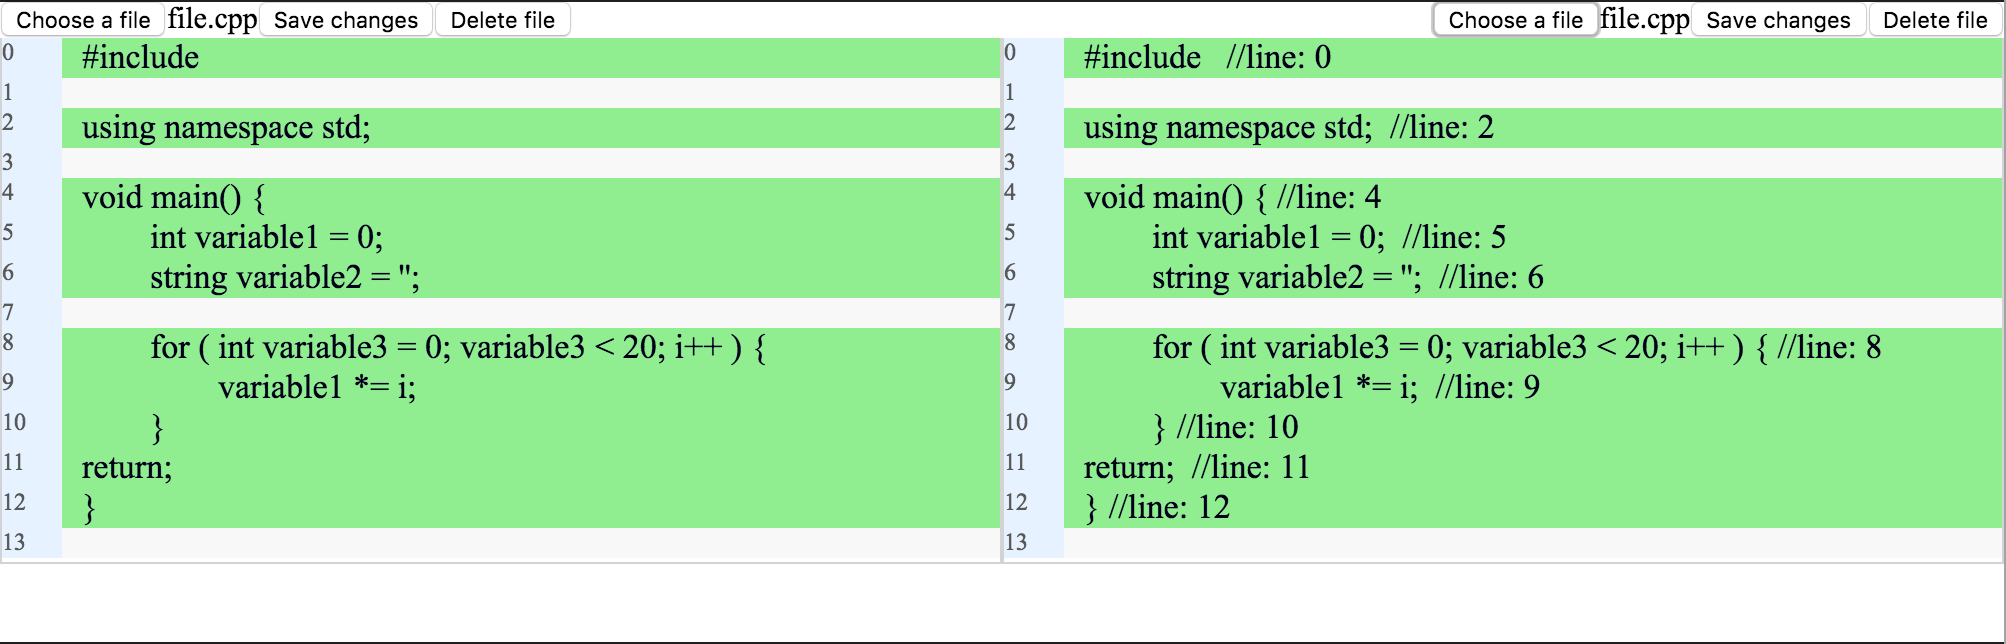 Choose a file file.cpp Save changes Delete file Choose a file file.cpp Save changes Delete file
0 #include
1
2 using namespace std;
3
4 void main() {
5 int variable1 = 0;
6 string variable2 = '';
7
8 for ( int variable3 = 0; variable3 < 20; i++ ) {
9 variable1 *= i;
10 }
11 return;
12 }
13
0 #include //line: 0
1
2 using namespace std; //line: 2
3
4 void main() { //line: 4
5 int variable1 = 0; //line: 5
6 string variable2 = ''; //line: 6
7
8 for ( int variable3 = 0; variable3 < 20; i++ ) { //line: 8
9 variable1 *= i; //line: 9
10 } //line: 10
11 return; //line: 11
12 } //line: 12
13